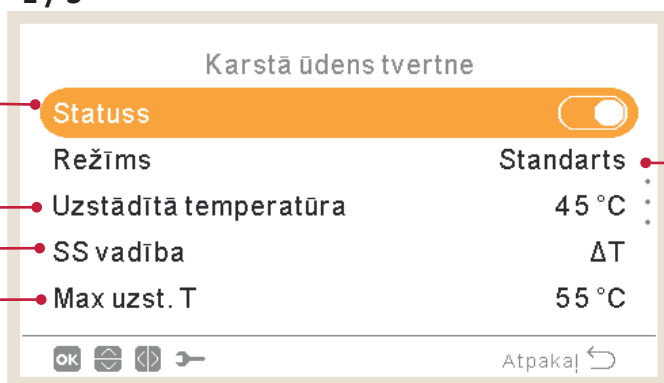 Karstā ūdens tvertne
Statuss
Režīms Standarts
Uzstādītā temperatūra 45°C
SS vadība ΔT
Max uzst. T 55°C
OK Atpakaļ